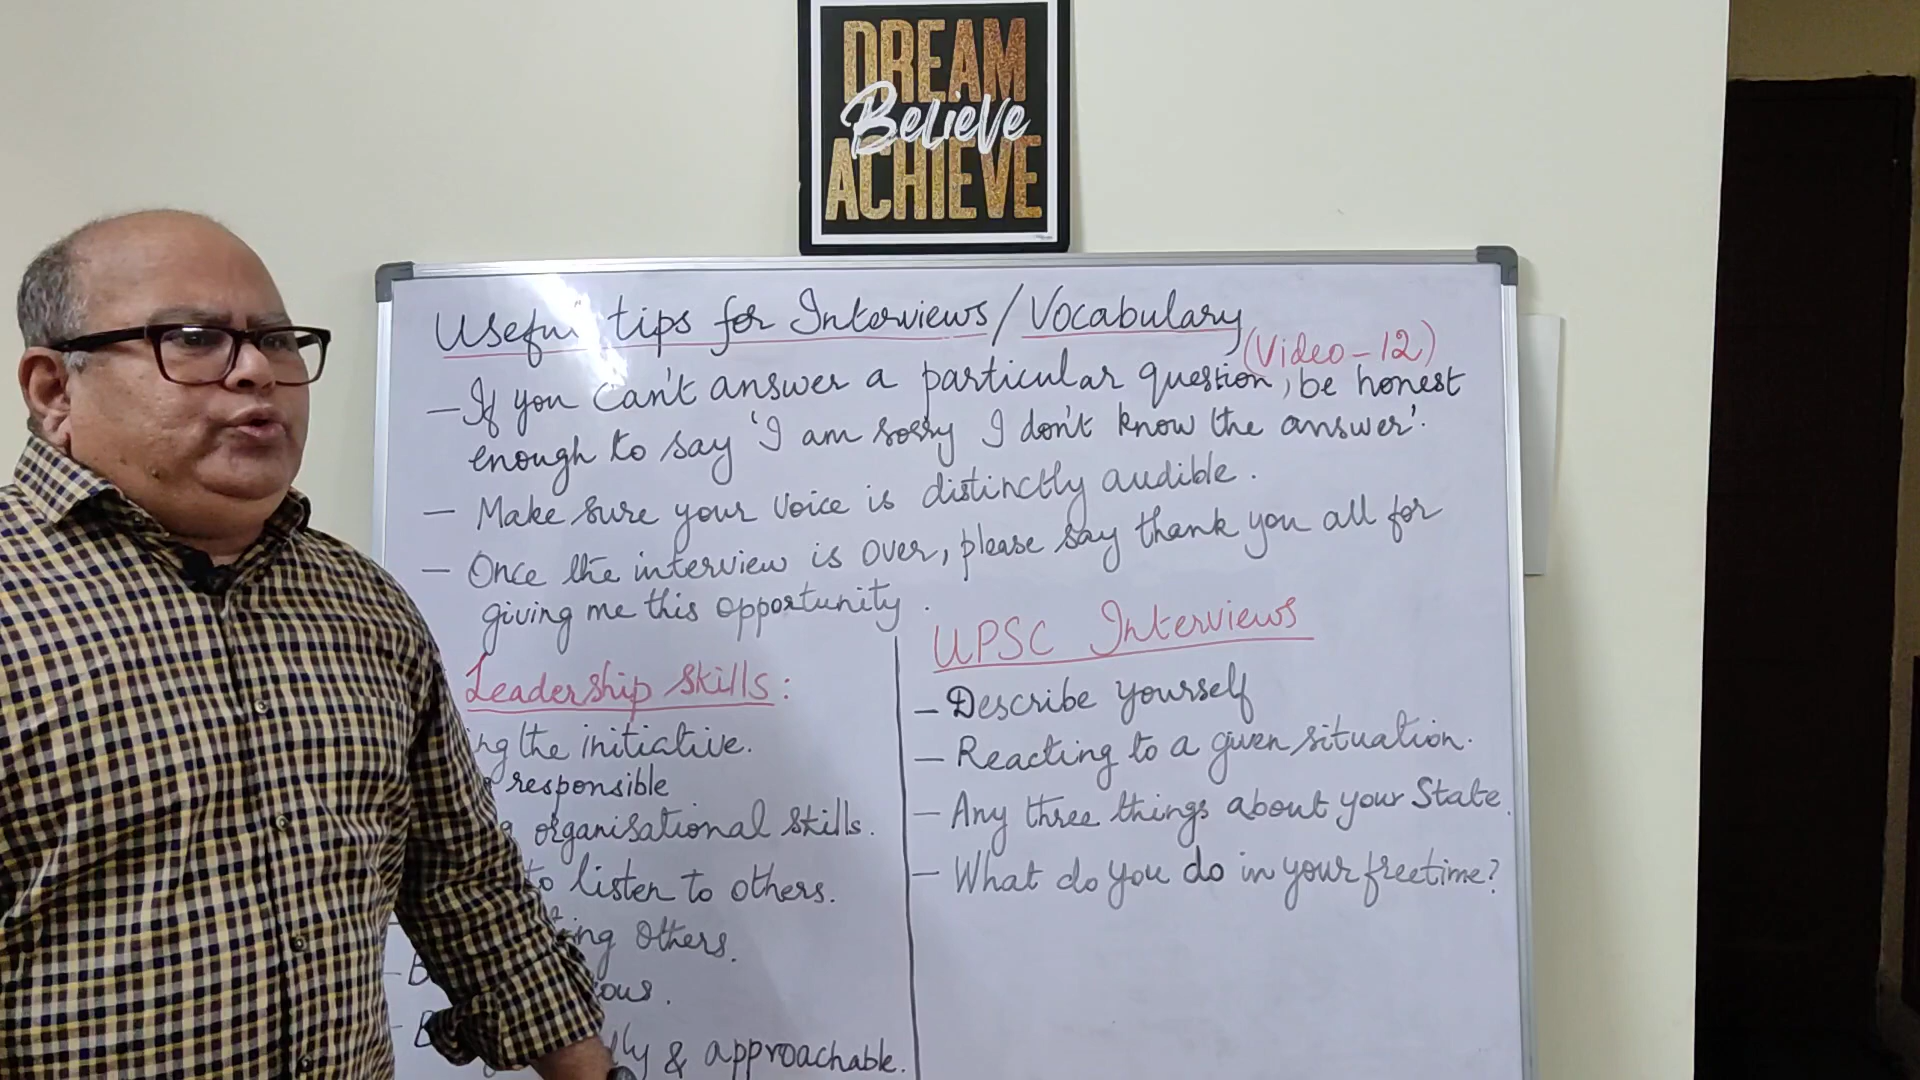 DREAM
Believe
ACHIEVE
Useful tips for Interviews/Vocabulary
(Video-12)
- If you can't answer a particular question, be honest
enough to say 'I am sorry I don't know the answer'.
- Make sure your voice is distinctly audible.
- Once the interview is over, please say thank you all for
giving me this opportunity.
Leadership skills:
ing the initiative.
responsible
organisational skills.
to listen to others.
ing others.
- B ous.
- B lly & approachable.
UPSC Interviews
- Describe yourself
- Reacting to a given situation.
- Any three things about your State.
- What do you do in your freetime?